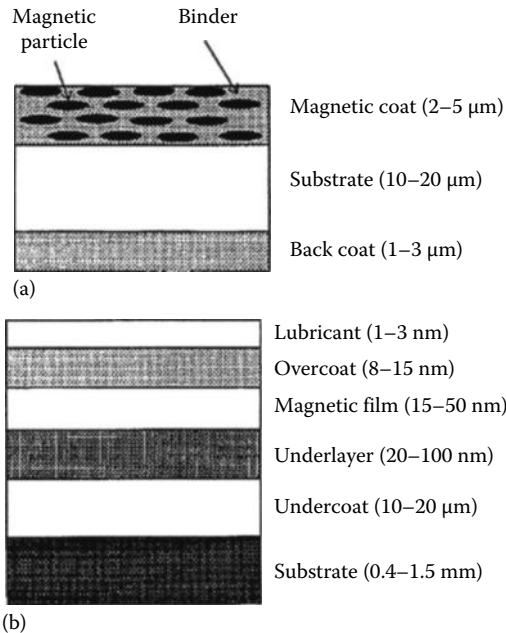 Magnetic
particle
Binder
Magnetic coat (2–5 μm)
Substrate (10–20 μm)
Back coat (1–3 μm)
(a)
Lubricant (1–3 nm)
Overcoat (8–15 nm)
Magnetic film (15–50 nm)
Underlayer (20–100 nm)
Undercoat (10–20 μm)
Substrate (0.4–1.5 mm)
(b)